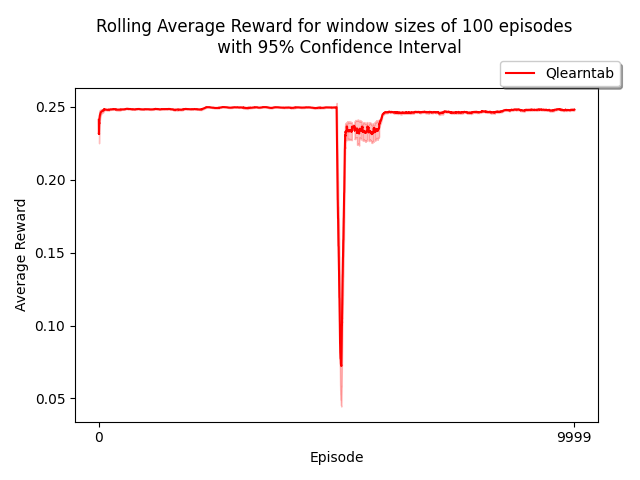 Rolling Average Reward for window sizes of 100 episodes
with 95% Confidence Interval
Qlearntab
0.25
0.20
0.15
0.10
0.05
Average Reward
0
9999
Episode